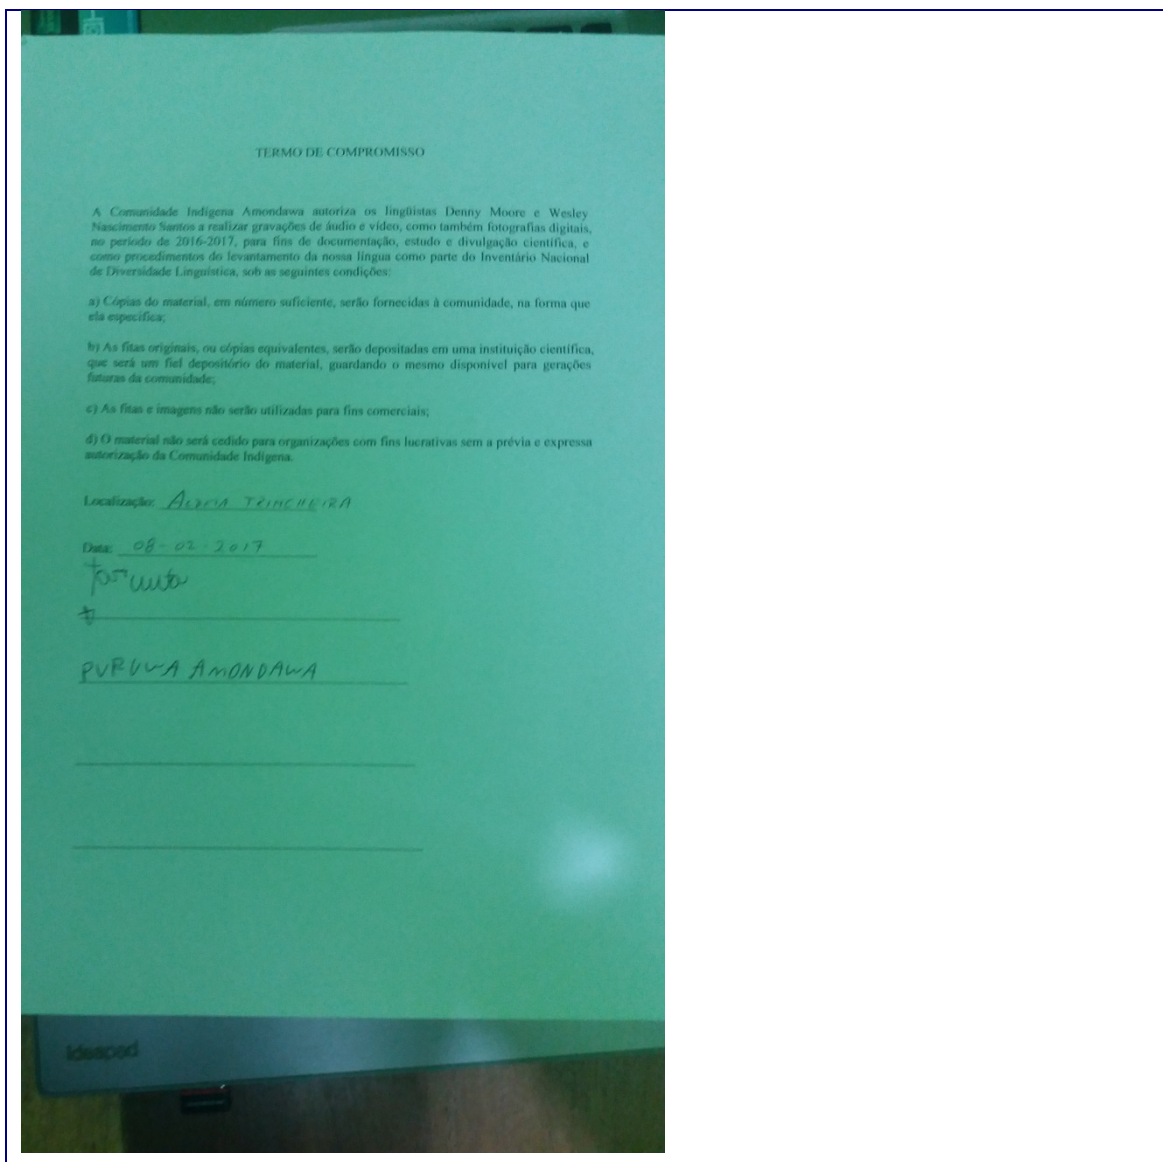 TERMO DE COMPROMISSO
A Comunidade Indígena Amondawa autoriza os lingüistas Denny Moore e Wesley
Nascimento Santos a realizar gravações de áudio e vídeo, como também fotografias digitais,
no período de 2016-2017, para fins de documentação, estudo e divulgação científica, e
como procedimentos do levantamento da nossa língua como parte do Inventário Nacional
de Diversidade Linguística, sob as seguintes condições:
a) Cópias do material, em número suficiente, serão fornecidas à comunidade, na forma que
ela especifica;
b) As fitas originais, ou cópias equivalentes, serão depositadas em uma instituição científica,
que será um fiel depositório do material, guardando o mesmo disponível para gerações
futuras da comunidade;
c) As fitas e imagens não serão utilizadas para fins comerciais;
d) O material não será cedido para organizações com fins lucrativas sem a prévia e expressa
autorização da Comunidade Indígena.
Localização: ALDEIA TRINCHEIRA
Data: 08-02-2017
PURUWA AMONDAWA
ideapad